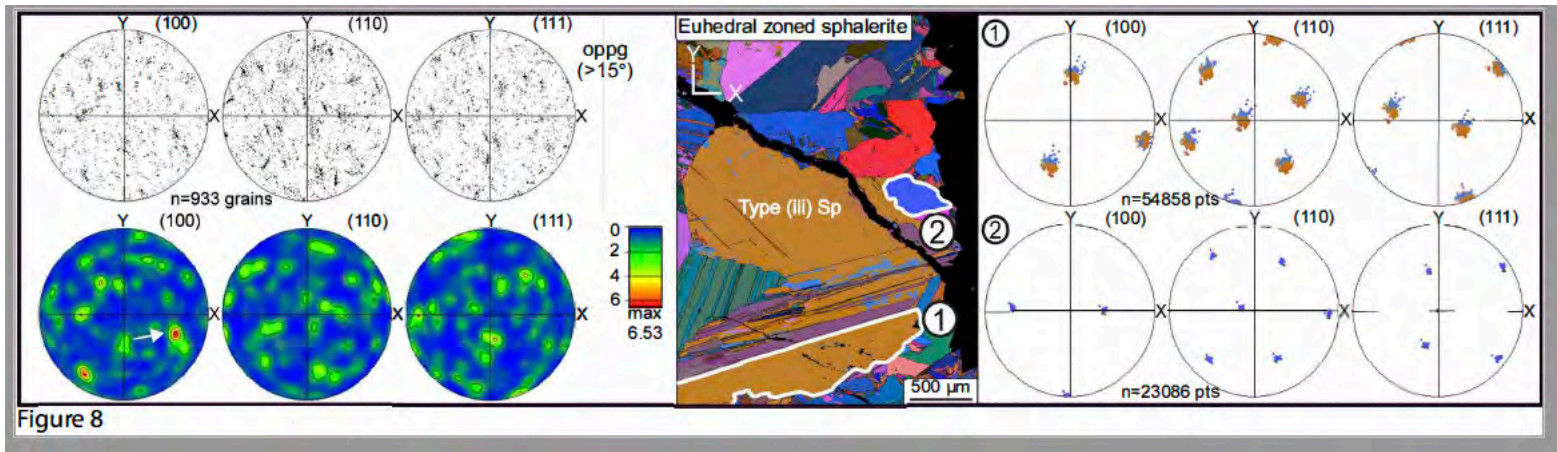 Y (100) Y (110) Y (111)
oppg
(>15°)
X X X
n=933 grains
Y (100) Y (110) Y (111)
X X X
0
2
4
6
max
6.53
Euhedral zoned sphalerite
Y
X
Type (iii) Sp
2
1
500 µm
1 Y (100) Y (110) Y (111)
X X X
n=54858 pts
2 Y (100) Y (110) Y (111)
X X X
n=23086 pts
Figure 8